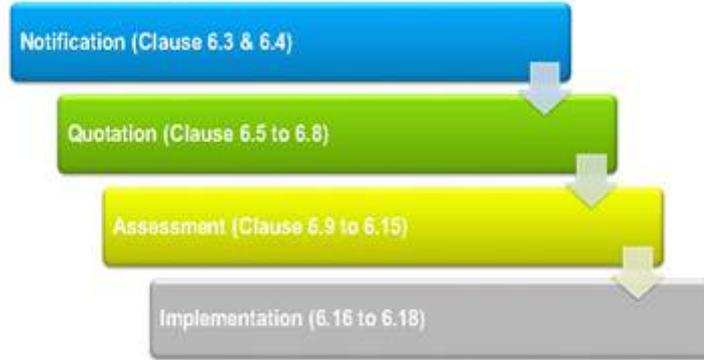 Notification (Clause 6.3 & 6.4)
Quotation (Clause 6.5 to 6.8)
Assessment (Clause 6.9 to 6.15)
Implementation (6.16 to 6.18)